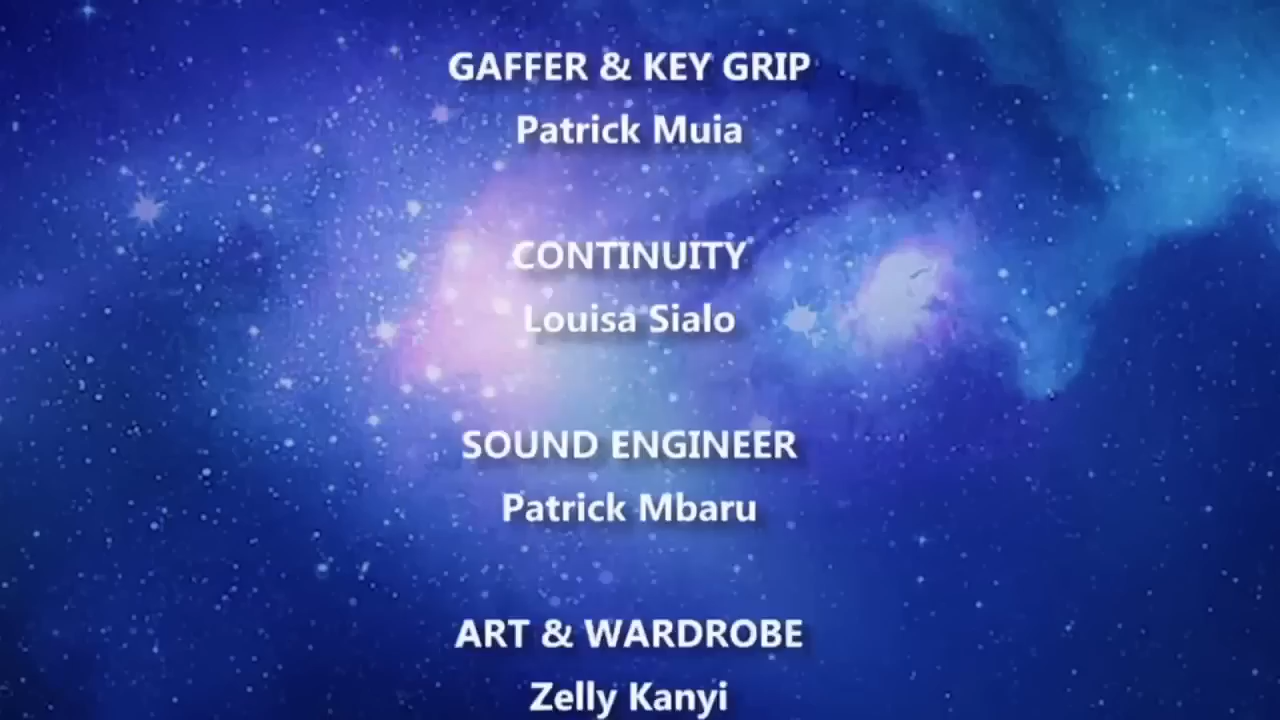 GAFFER & KEY GRIP
Patrick Muia
CONTINUITY
Louisa Sialo
SOUND ENGINEER
Patrick Mbaru
ART & WARDROBE
Zelly Kanyi